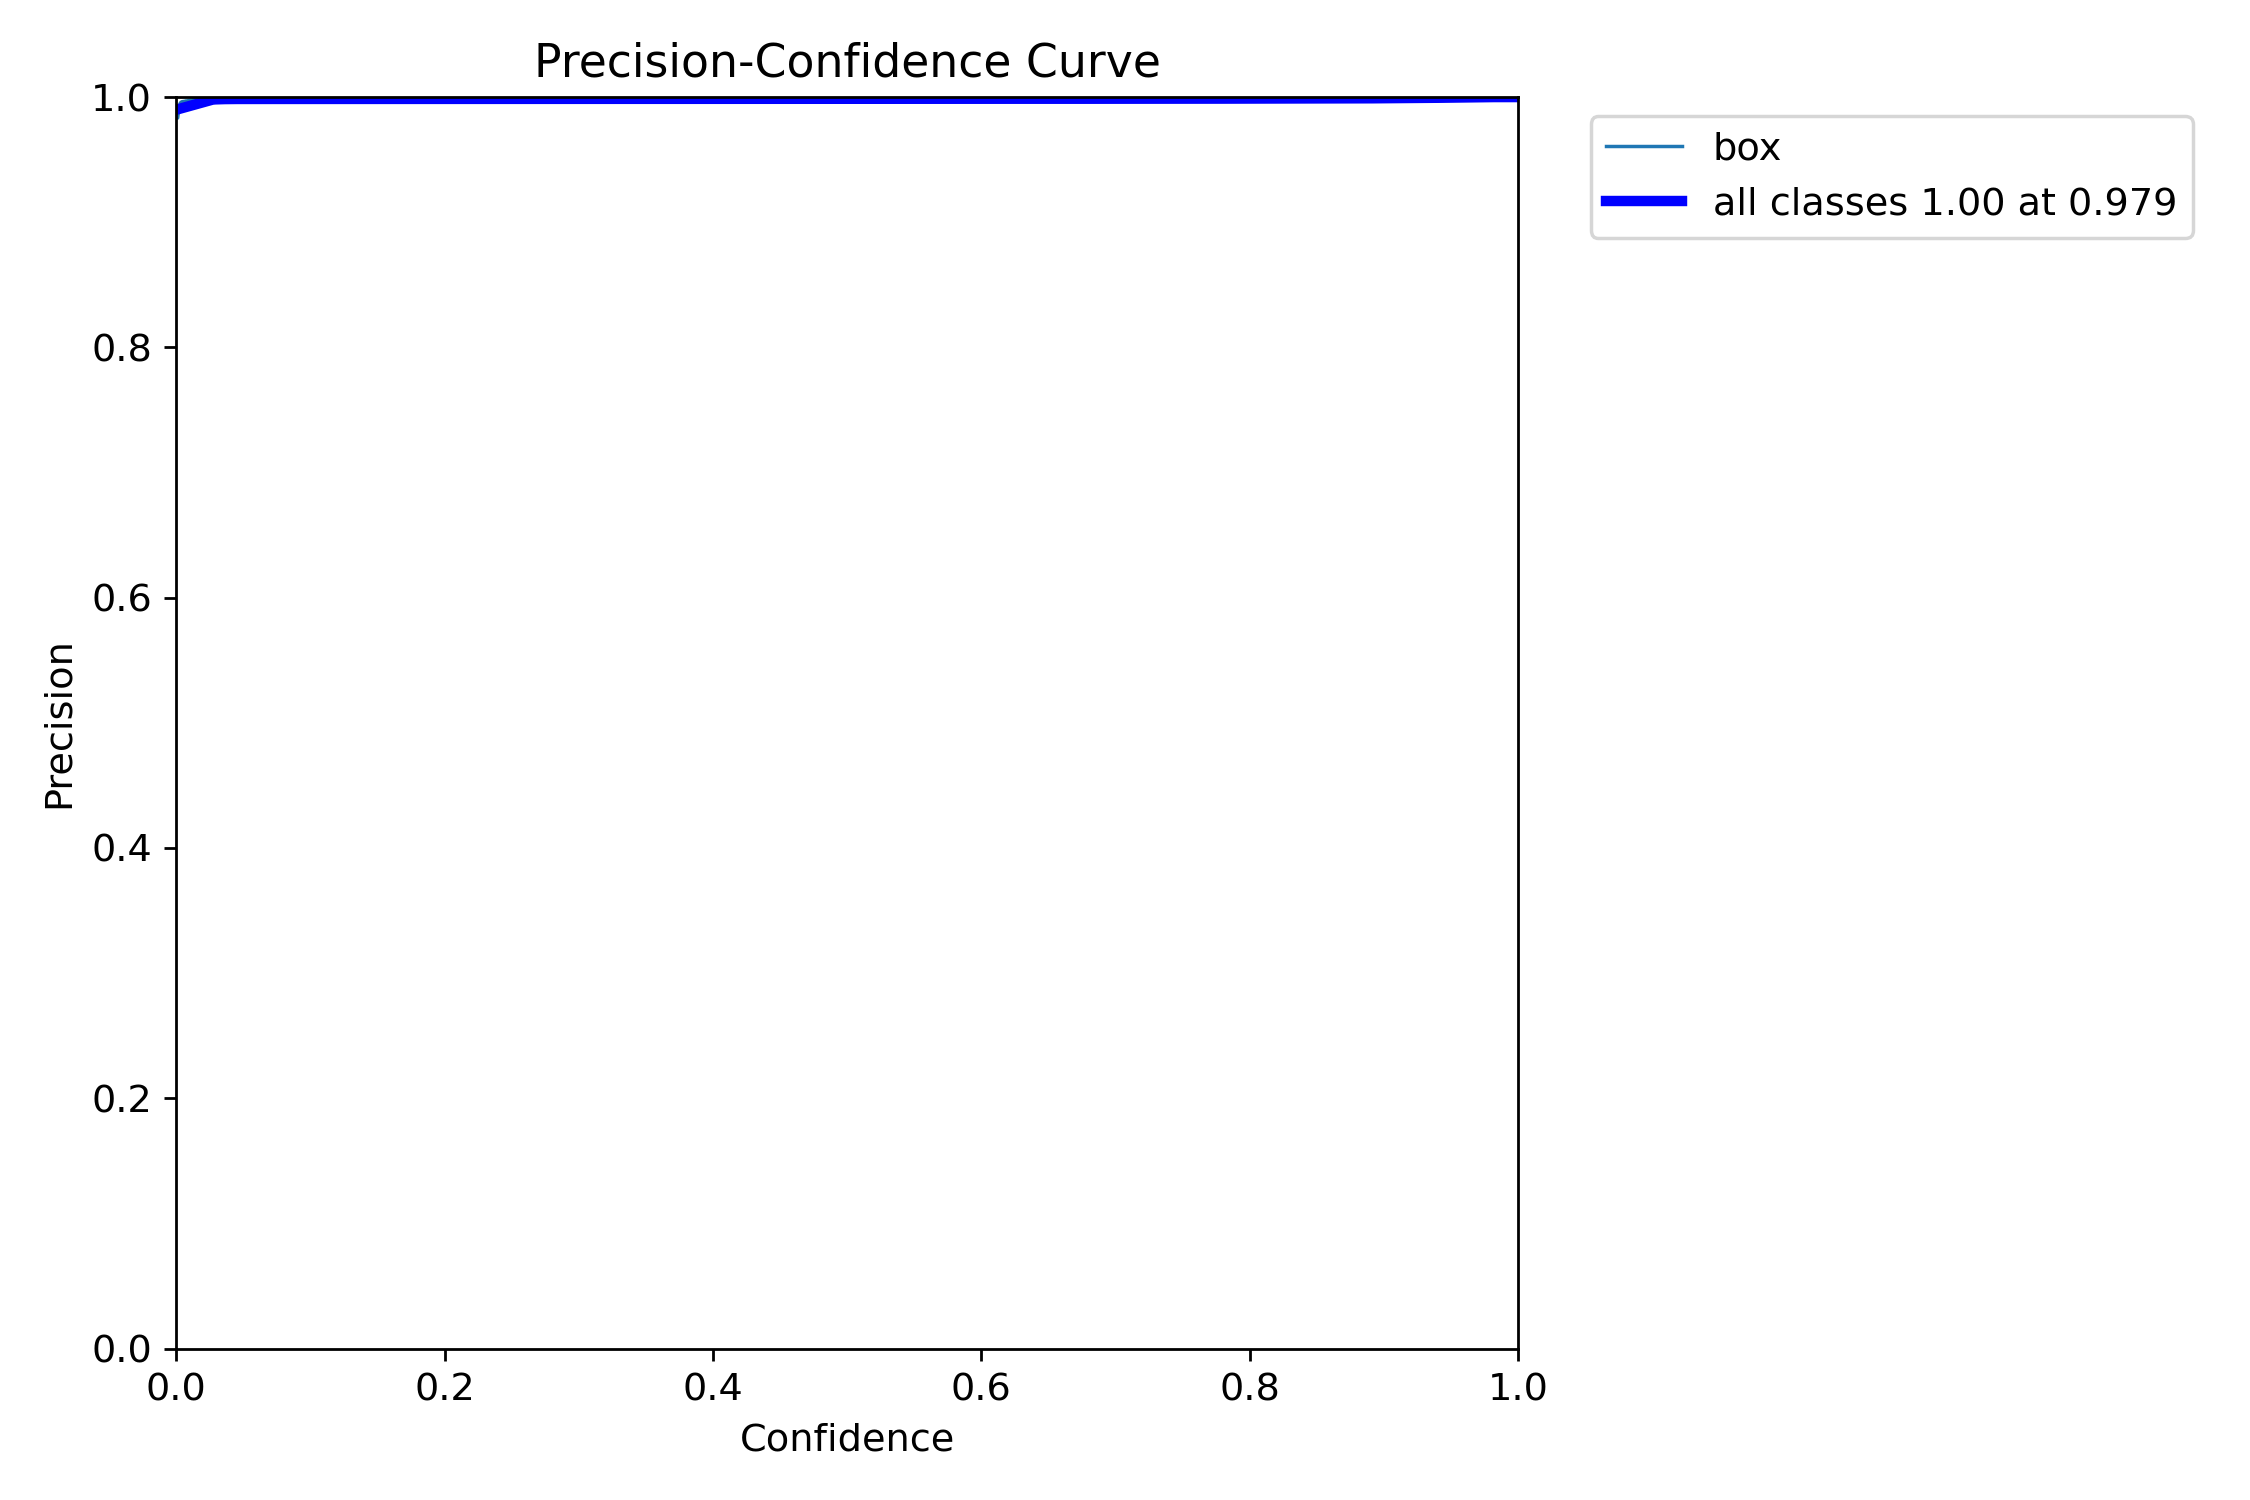 Precision-Confidence Curve
1.0
0.8
0.6
0.4
0.2
0.0
Precision
0.0 0.2 0.4 0.6 0.8 1.0
Confidence
box
all classes 1.00 at 0.979